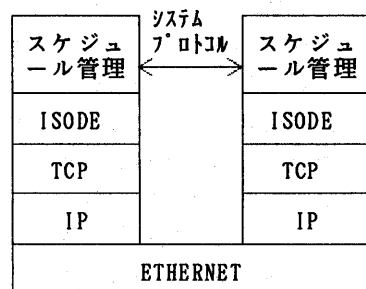 システム
プロトコル
スケジュ
ール管理
スケジュ
ール管理
ISODE
ISODE
TCP
TCP
IP
IP
ETHERNET